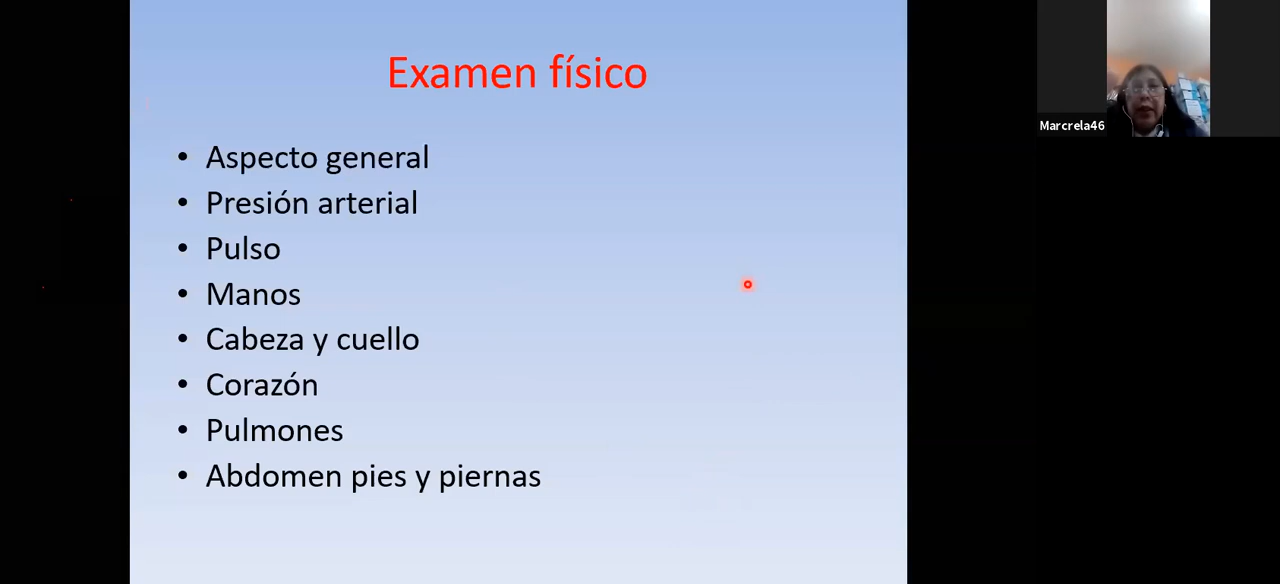 Examen físico
• Aspecto general
• Presión arterial
• Pulso
• Manos
• Cabeza y cuello
• Corazón
• Pulmones
• Abdomen pies y piernas
Marcrela46